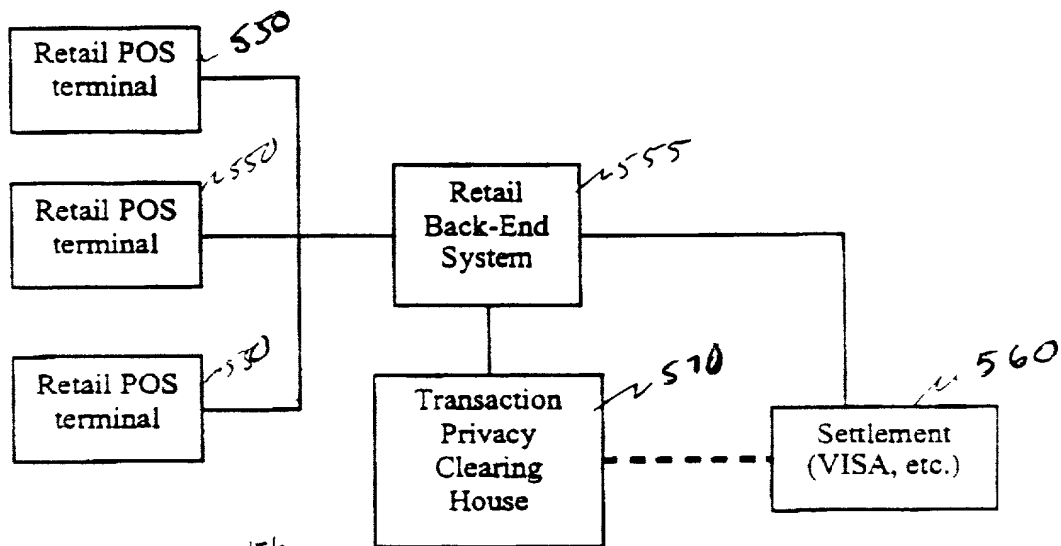 Retail POS
terminal
550
Retail POS
terminal
550
Retail Back-End
System
555
Retail POS
terminal
550
Transaction
Privacy
Clearing
House
510
Settlement
(VISA, etc.)
560